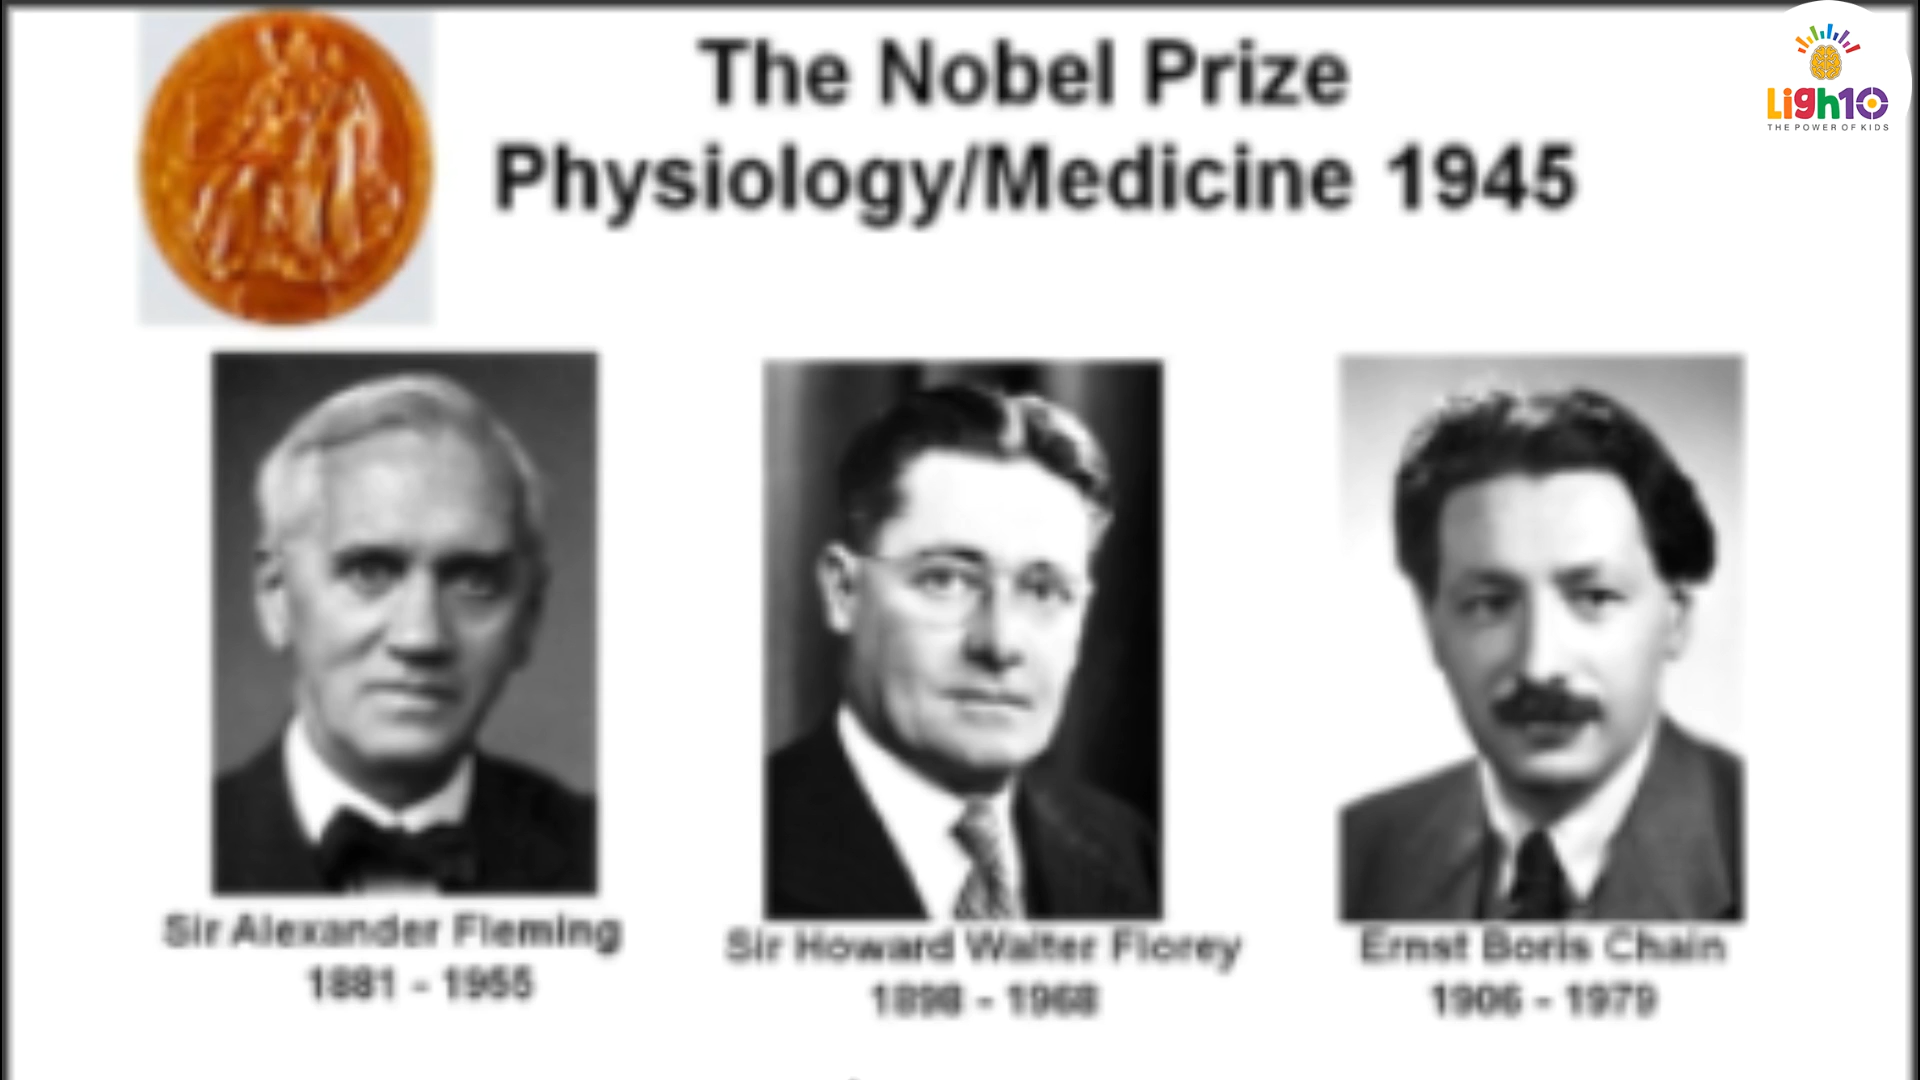 The Nobel Prize
Physiology/Medicine 1945
Ligh10
THE POWER OF KIDS
Sir Alexander Fleming
1881 - 1955
Sir Howard Walter Florey
1898 - 1968
Ernst Boris Chain
1906 - 1979